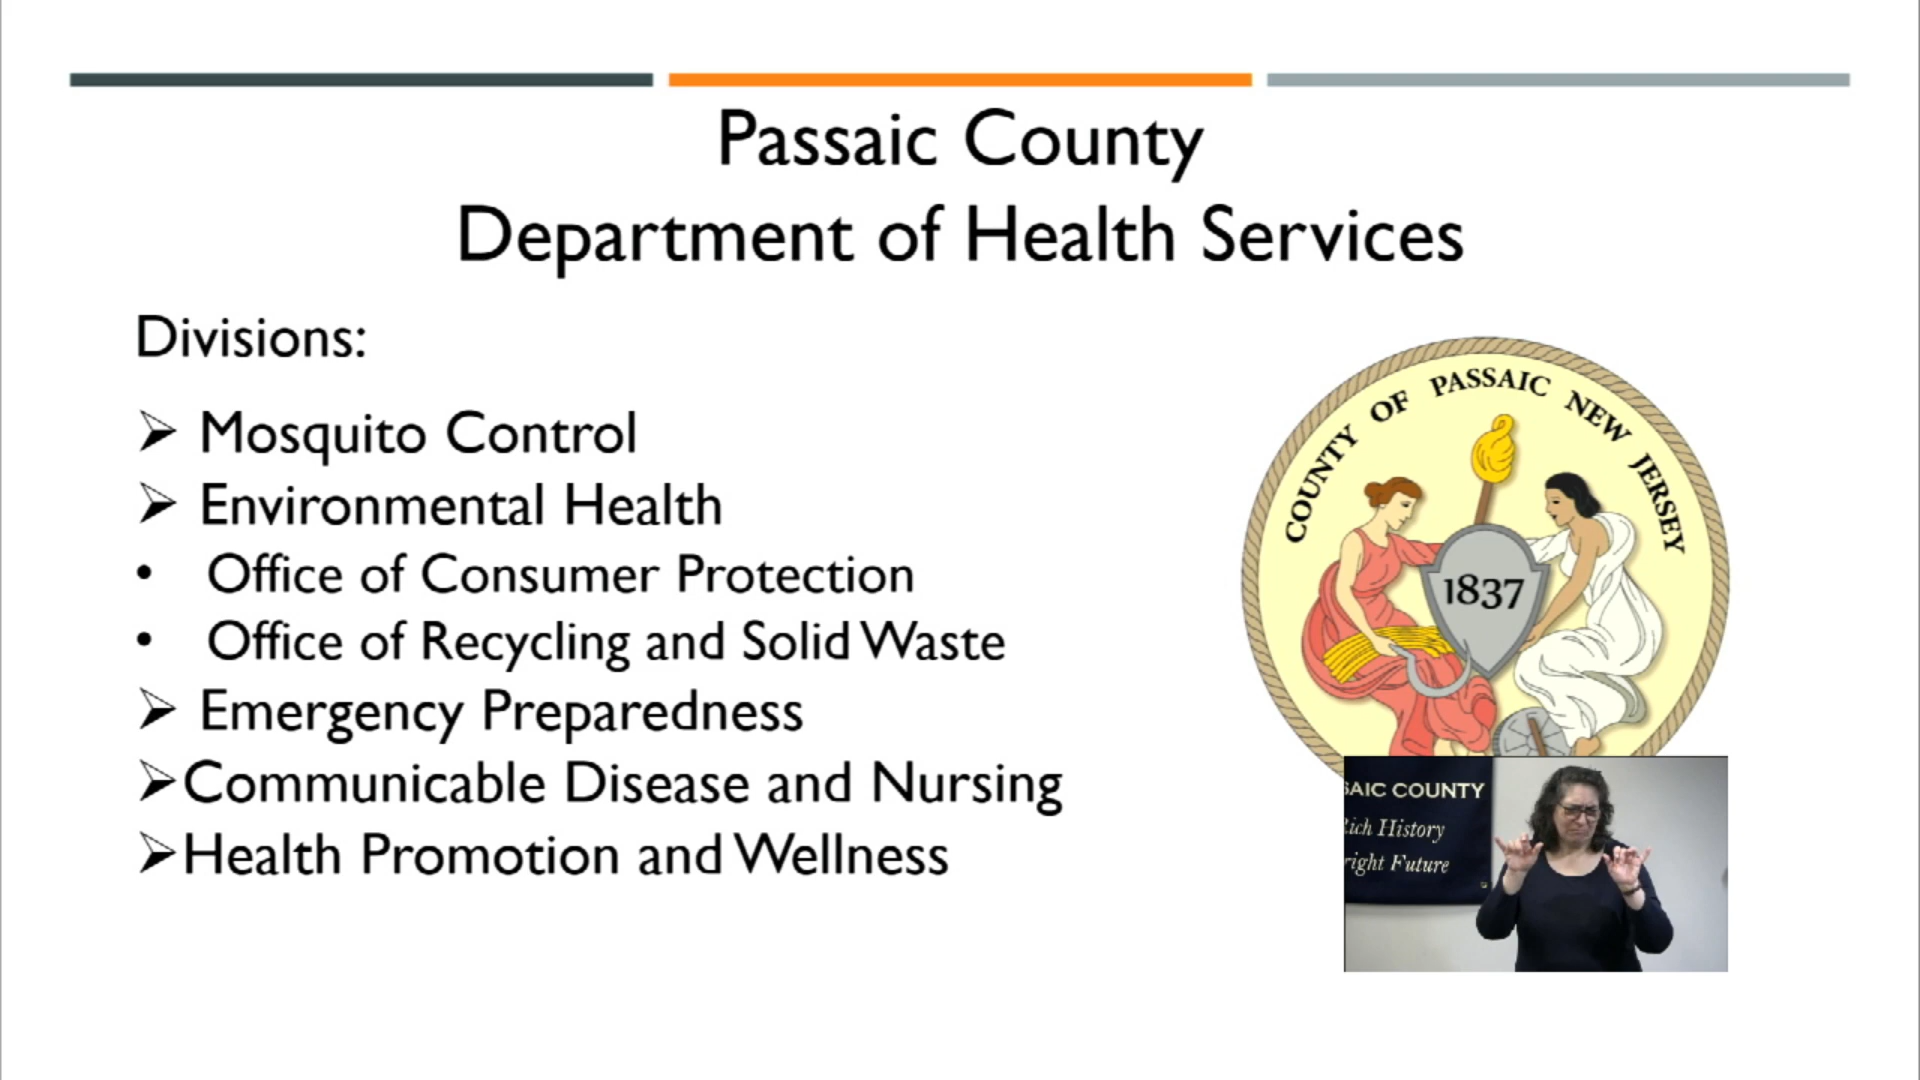 Passaic County
Department of Health Services
Divisions:
➢ Mosquito Control
➢ Environmental Health
• Office of Consumer Protection
• Office of Recycling and Solid Waste
➢ Emergency Preparedness
➢Communicable Disease and Nursing
➢Health Promotion and Wellness
COUNTY OF PASSAIC NEW JERSEY
1837
SAIC COUNTY
Rich History
right Future